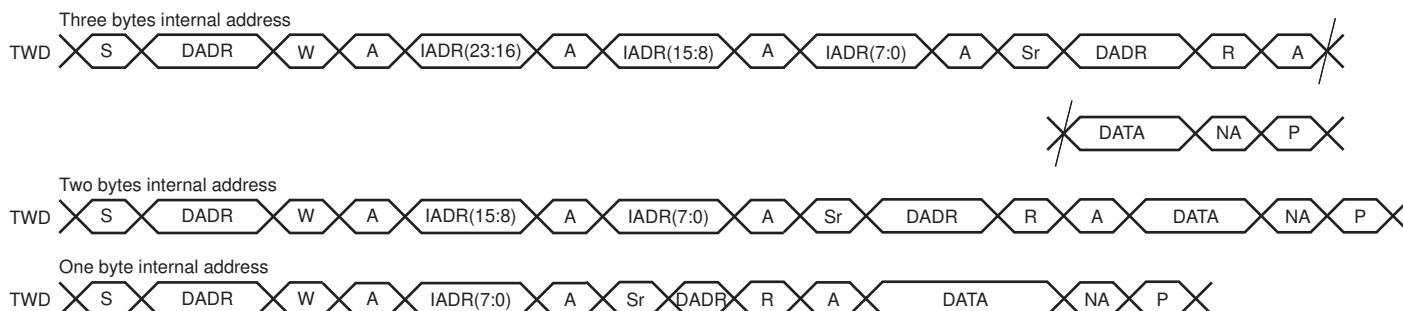 Three bytes internal address
TWD S DADR W A IADR(23:16) A IADR(15:8) A IADR(7:0) A Sr DADR R A
DATA NA P
Two bytes internal address
TWD S DADR W A IADR(15:8) A IADR(7:0) A Sr DADR R A DATA NA P
One byte internal address
TWD S DADR W A IADR(7:0) A Sr DADR R A DATA NA P